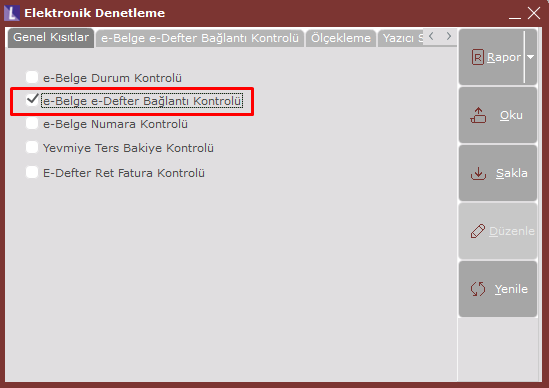 Elektronik Denetleme
Genel Kısıtlar e-Belge e-Defter Bağlantı Kontrolü Ölçekleme Yazıcı
e-Belge Durum Kontrolü
e-Belge e-Defter Bağlantı Kontrolü
e-Belge Numara Kontrolü
Yevmiye Ters Bakiye Kontrolü
E-Defter Ret Fatura Kontrolü
Rapor
Oku
Sakla
Düzenle
Yenile